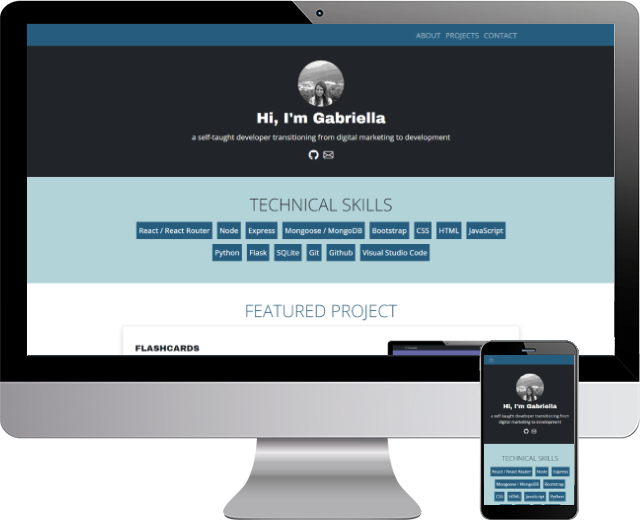 ABOUT PROJECTS CONTACT
Hi, I'm Gabriella
a self-taught developer transitioning from digital marketing to development
TECHNICAL SKILLS
React / React Router Node Express Mongoose / MongoDB Bootstrap CSS HTML JavaScript
Python Flask SQLite Git Github Visual Studio Code
FEATURED PROJECT
FLASHCARDS
Hi, I'm Gabriella
a self-taught developer transitioning from
digital marketing to development
TECHNICAL SKILLS
React / React Router Node Express
Mongoose / MongoDB Bootstrap
CSS HTML JavaScript Python